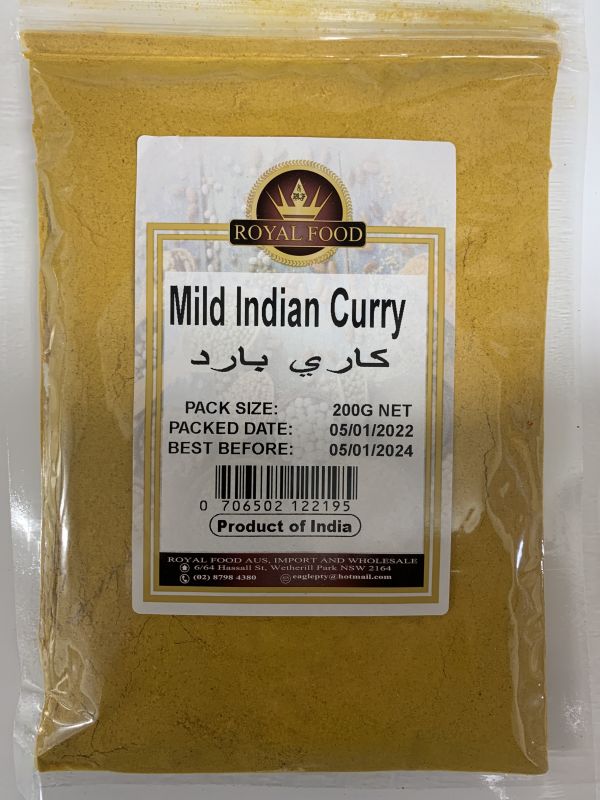 ROYAL FOOD
Mild Indian Curry
كاري بارد
PACK SIZE: 200G NET
PACKED DATE: 05/01/2022
BEST BEFORE: 05/01/2024
0 706502 122195
Product of India
ROYAL FOOD AUS, IMPORT AND WHOLESALE
6/64 Hassall St, Wetherill Park NSW 2164
(02) 8798 4380 eaglepty@hotmail.com